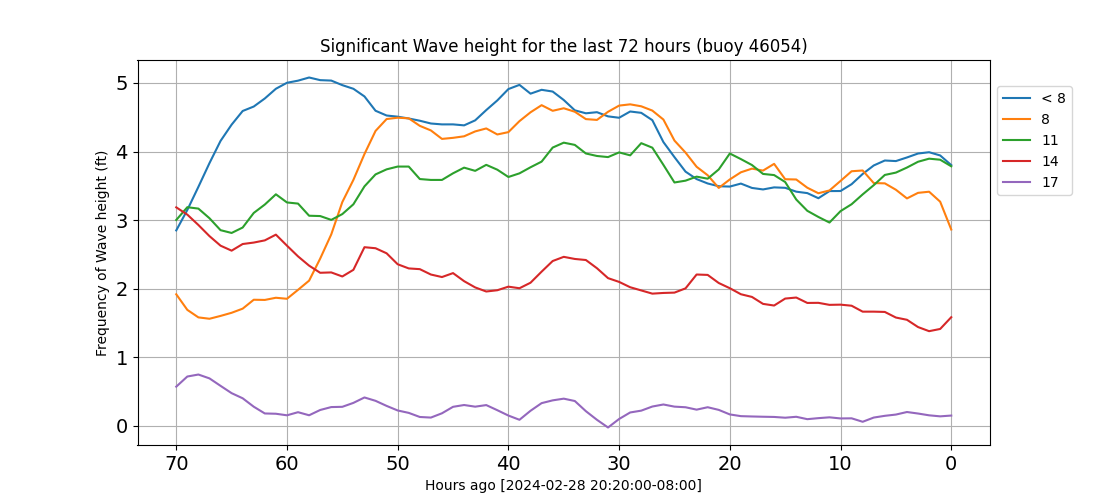 Significant Wave height for the last 72 hours (buoy 46054)
Frequency of Wave height (ft)
5
4
3
2
1
0
70 60 50 40 30 20 10 0
Hours ago [2024-02-28 20:20:00-08:00]
< 8
8
11
14
17